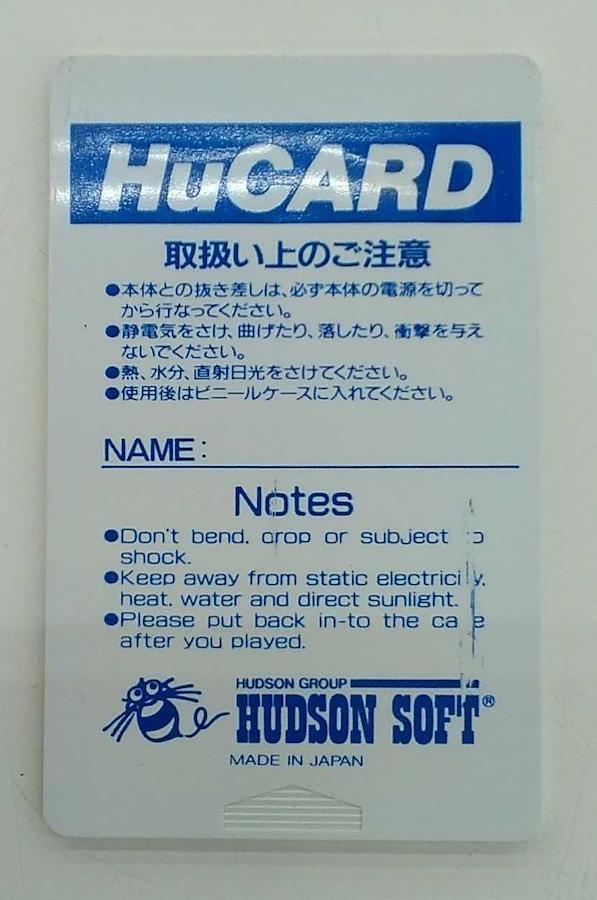 HuCARD
取扱い上のご注意
●本体との抜き差しは、必ず本体の電源を切って
から行なってください。
●静電気をさけ、曲げたり、落したり、衝撃を与え
ないでください。
●熱、水分、直射日光をさけてください。
●使用後はビニールケースに入れてください。
NAME:
Notes
●Don't bend, drop or subject
shock.
●Keep away from static electricity,
heat, water and direct sunlight.
●Please put back in-to the
after you played.
HUDSON GROUP
HUDSON SOFT®
MADE IN JAPAN